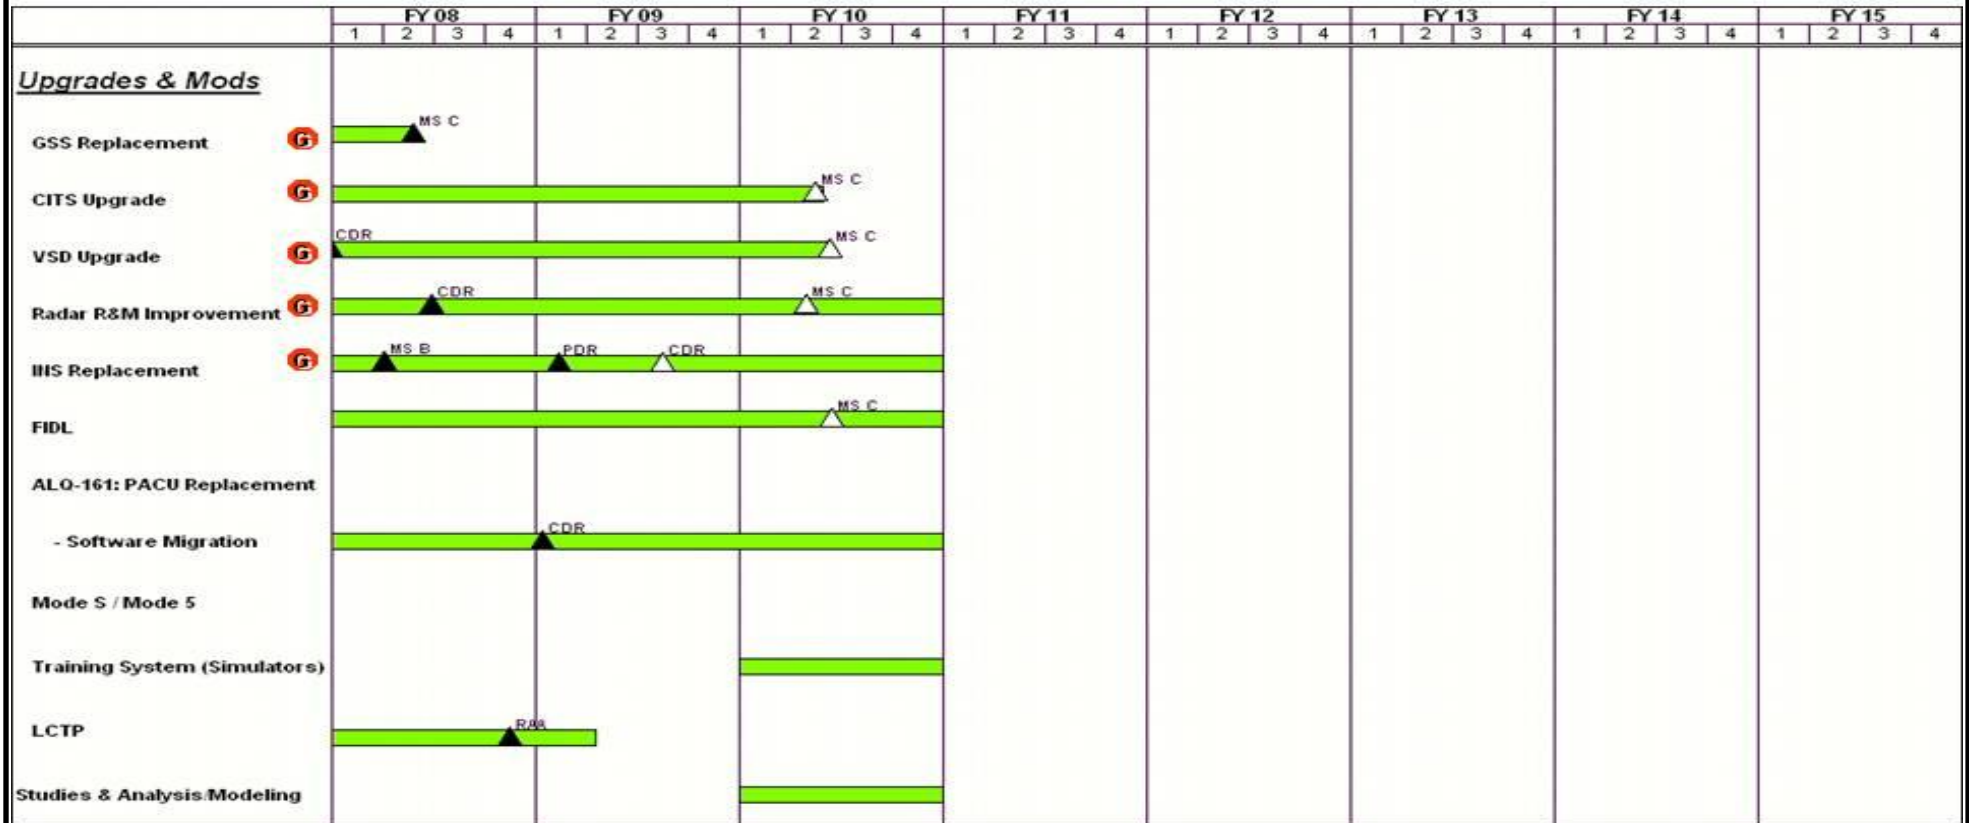 FY 08 FY 09 FY 10 FY 11 FY 12 FY 13 FY 14 FY 15
1 2 3 4 1 2 3 4 1 2 3 4 1 2 3 4 1 2 3 4 1 2 3 4 1 2 3 4 1 2 3 4
Upgrades & Mods
GSS Replacement G MS C
CITS Upgrade G MS C
VSD Upgrade G CDR MS C
Radar R&M Improvement G CDR MS C
INS Replacement G MS B PDR CDR
FIDL MS C
ALQ-161: PACU Replacement
- Software Migration CDR
Mode S / Mode 5
Training System (Simulators)
LCTP RAA
Studies & Analysis/Modeling